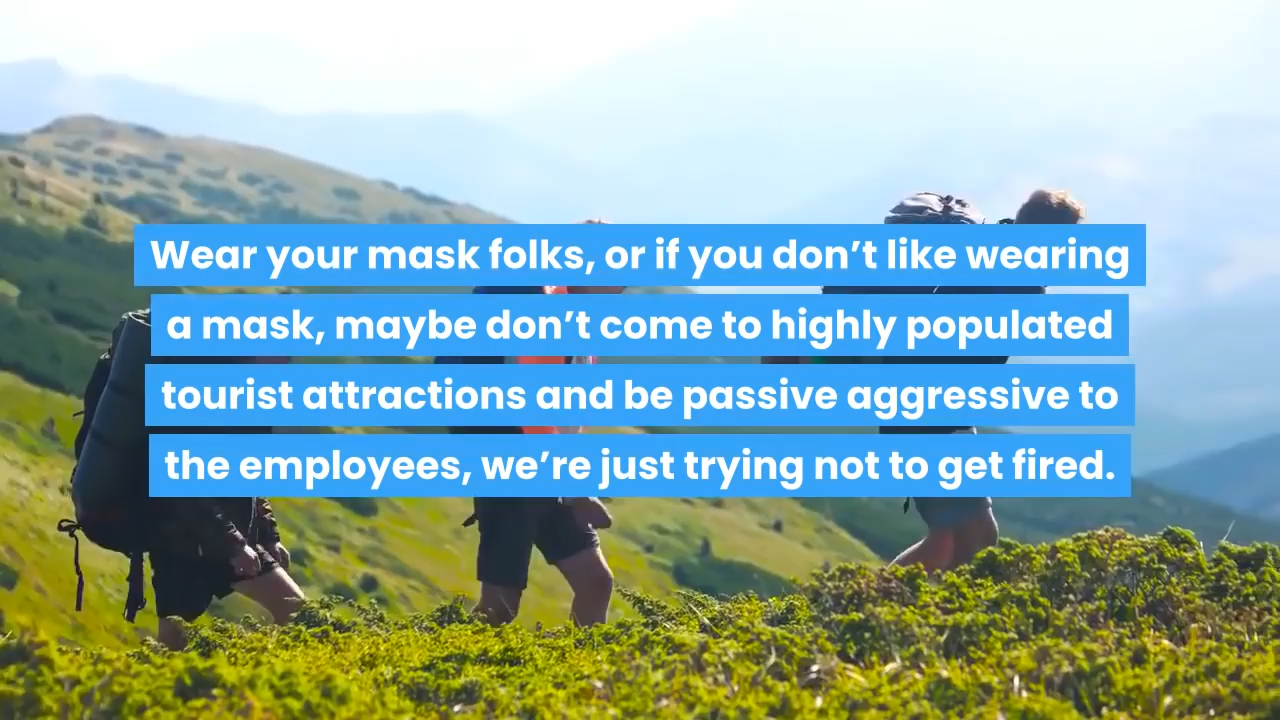 Wear your mask folks, or if you don’t like wearing
a mask, maybe don’t come to highly populated
tourist attractions and be passive aggressive to
the employees, we’re just trying not to get fired.